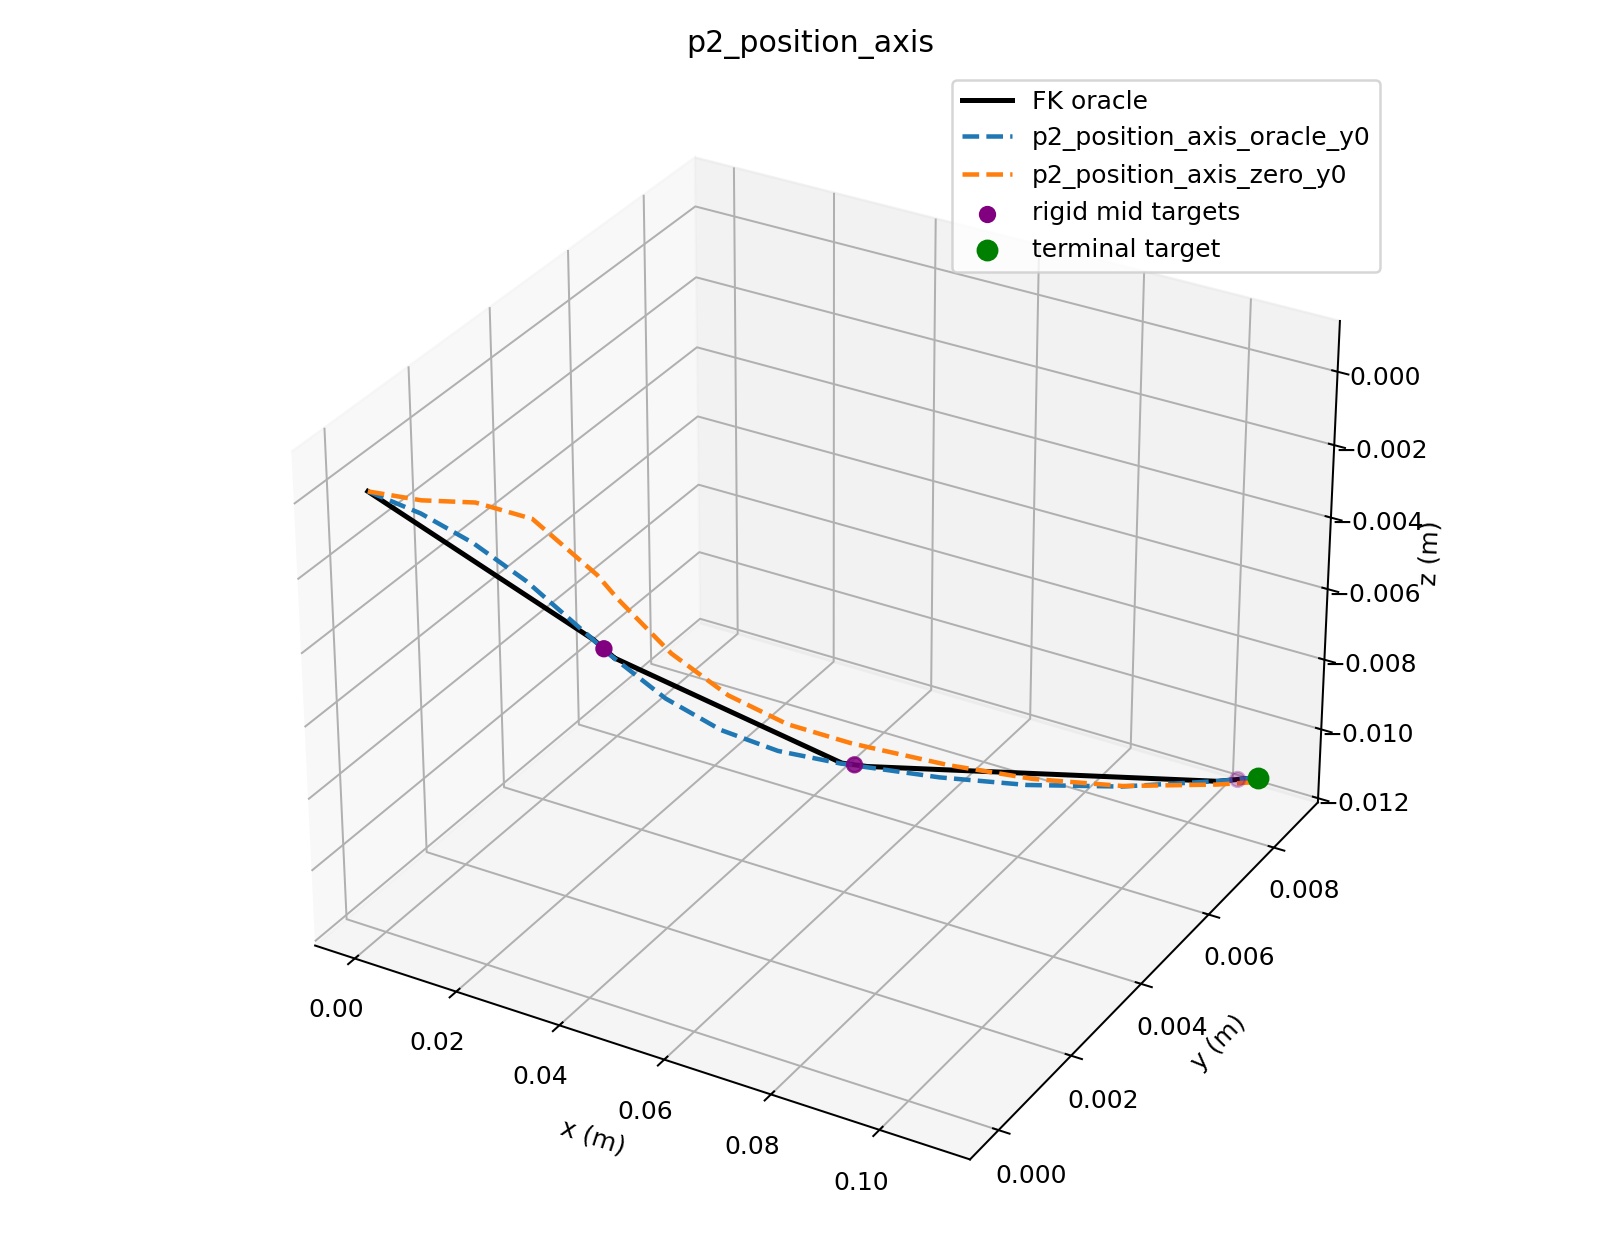 p2_position_axis
FK oracle
p2_position_axis_oracle_y0
p2_position_axis_zero_y0
rigid mid targets
terminal target
0.000
−0.002
−0.004
−0.006
−0.008
−0.010
−0.012
z (m)
0.008
0.006
0.004
0.002
0.000
y (m)
0.00
0.02
0.04
0.06
0.08
0.10
x (m)